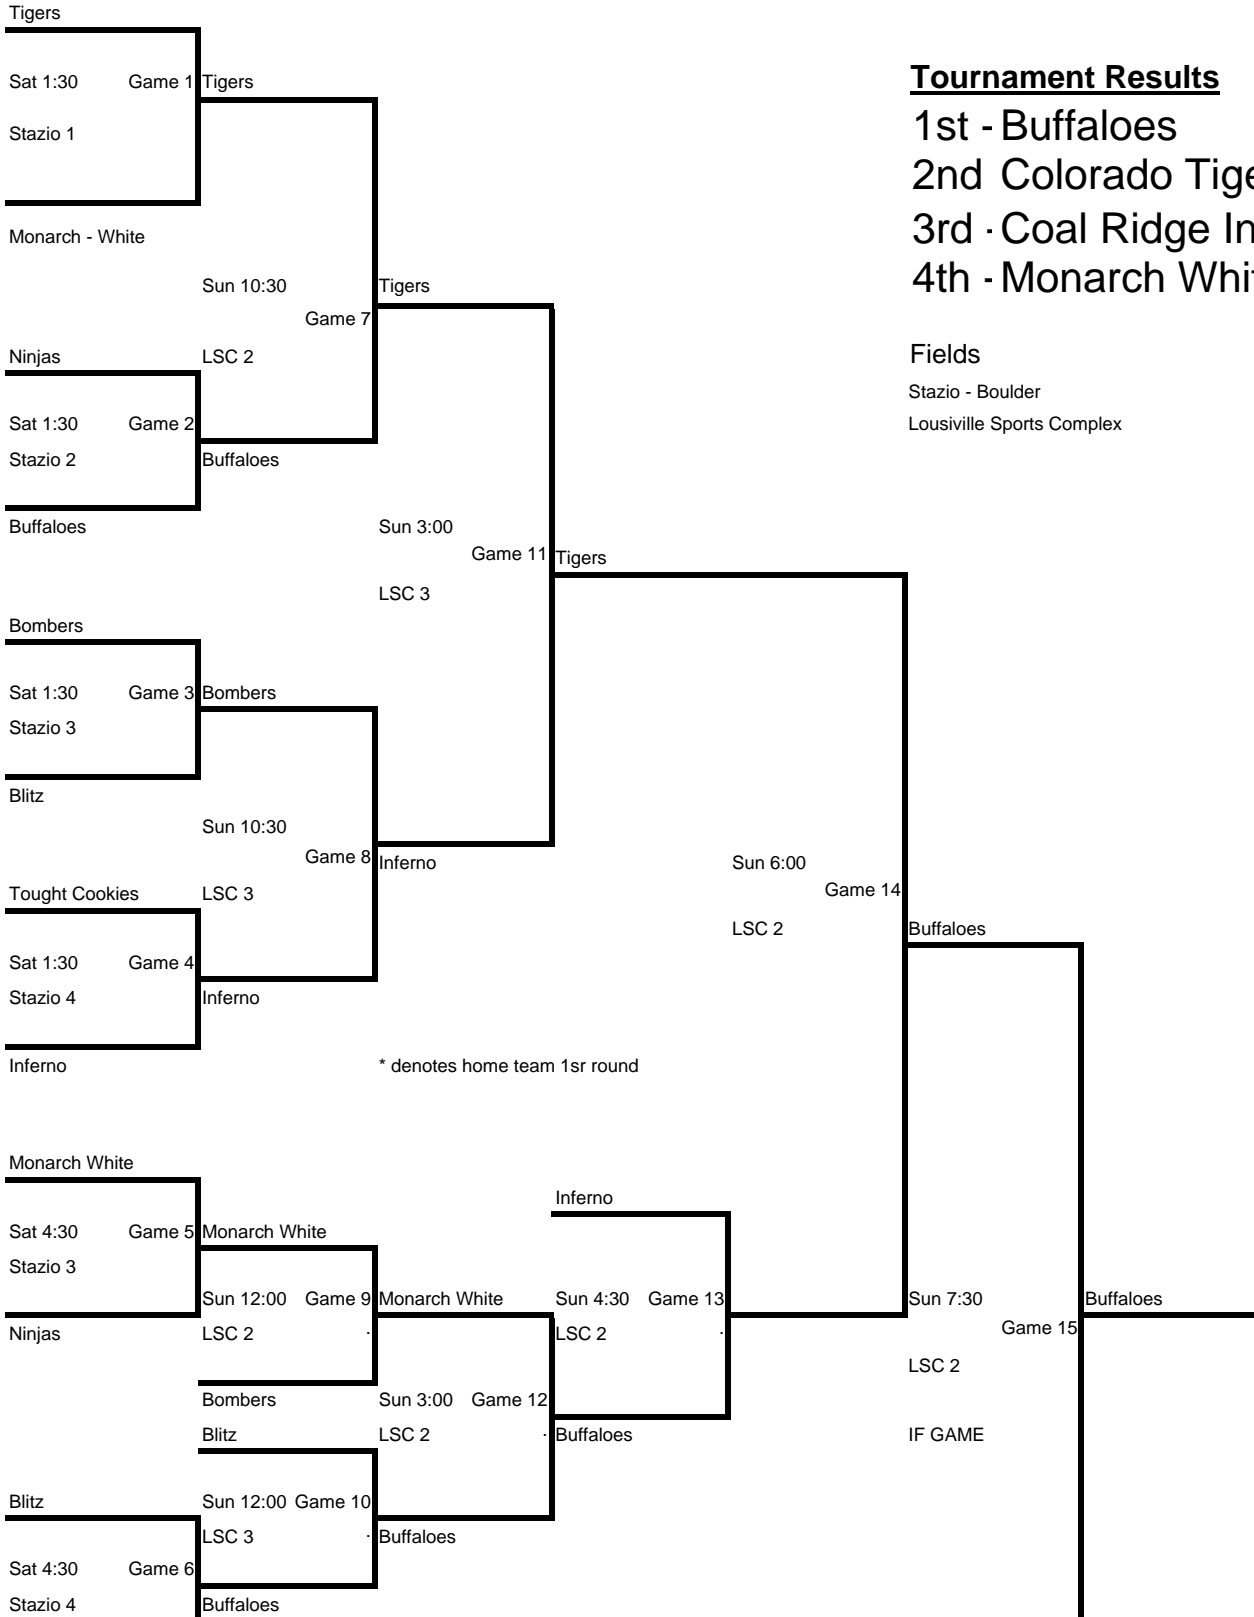 Tigers
Sat 1:30 Game 1 Tigers
Tournament Results
1st - Buffaloes
Stazio 1
2nd Colorado Tige
3rd - Coal Ridge In
Monarch - White
4th - Monarch Whi
Sun 10:30 Tigers
Game 7
Ninjas LSC 2
Fields
Stazio - Boulder
Sat 1:30 Game 2
Lousiville Sports Complex
Stazio 2 Buffaloes
Buffaloes Sun 3:00
Game 11 Tigers
LSC 3
Bombers
Sat 1:30 Game 3 Bombers
Stazio 3
Blitz
Sun 10:30
Game 8 Inferno Sun 6:00
Tought Cookies LSC 3 Game 14
LSC 2 Buffaloes
Sat 1:30 Game 4
Stazio 4 Inferno
Inferno * denotes home team 1sr round
Monarch White
Inferno
Sat 4:30 Game 5 Monarch White
Stazio 3
Sun 12:00 Game 9 Monarch White Sun 4:30 Game 13 Sun 7:30 Buffaloes
Ninjas LSC 2 . LSC 2 . Game 15
LSC 2
Bombers Sun 3:00 Game 12
Blitz LSC 2 . Buffaloes IF GAME
Blitz Sun 12:00 Game 10
LSC 3 . Buffaloes
Sat 4:30 Game 6
Stazio 4 Buffaloes